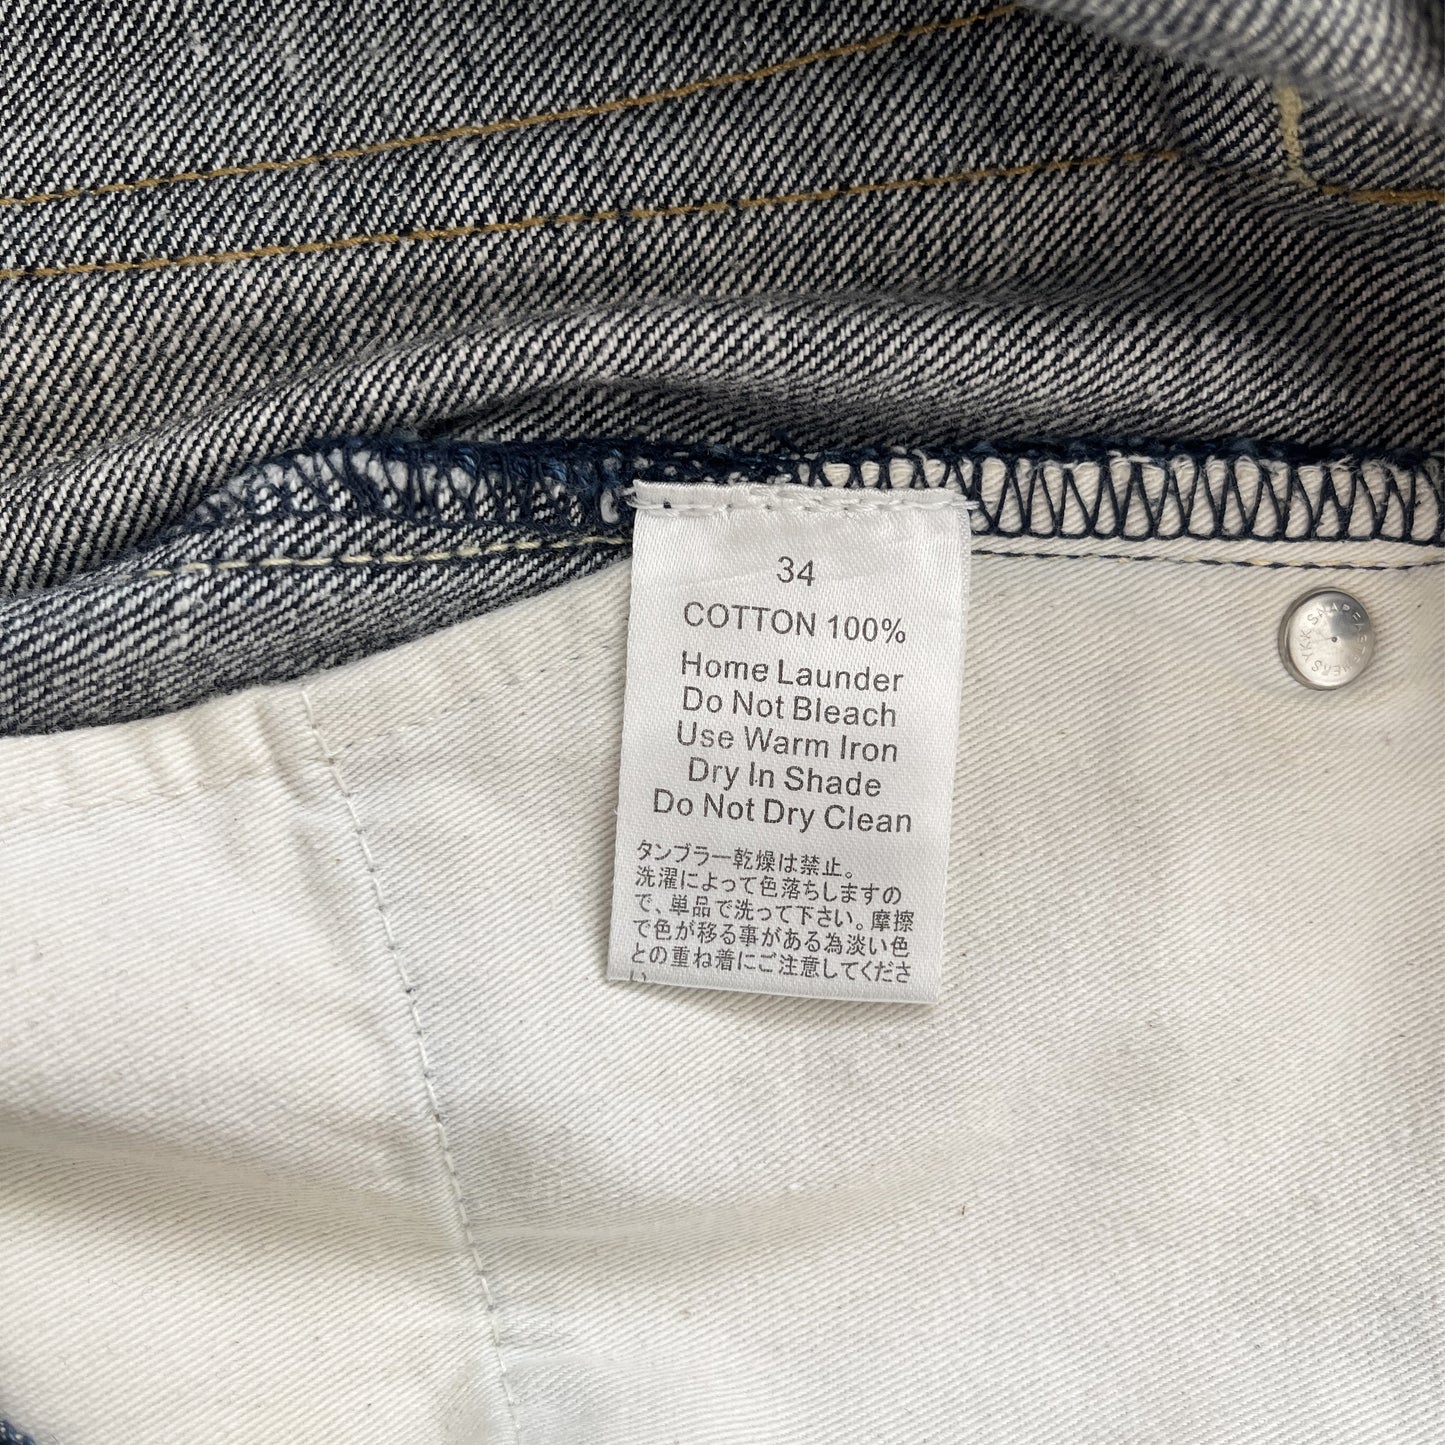 34
COTTON 100%
Home Launder
Do Not Bleach
Use Warm Iron
Dry In Shade
Do Not Dry Clean
タンブラー乾燥は禁止。
洗濯によって色落ちしますの
で、単品で洗って下さい。摩擦
で色が移る事がある為淡い色
との重ね着にご注意してくださ
い
YKK SNAP FASTENERS